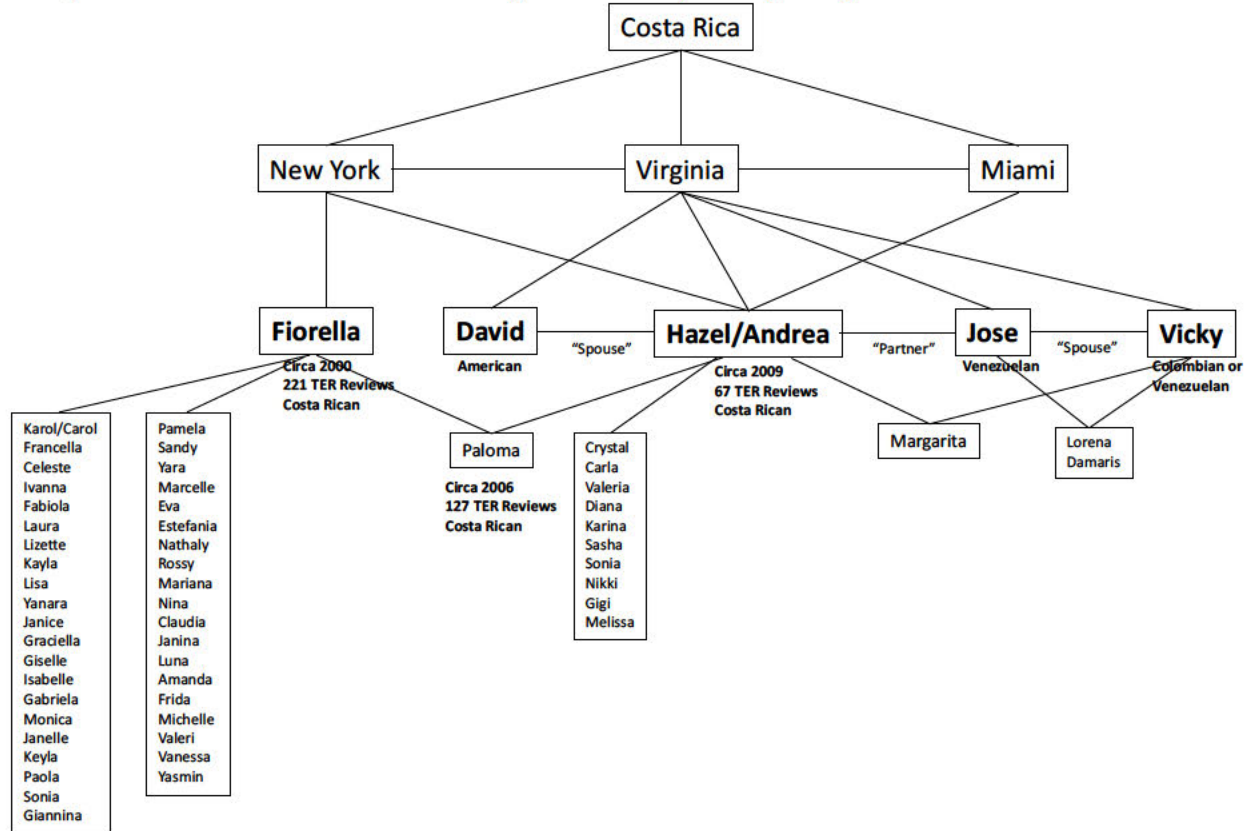 Costa Rica
New York
Virginia
Miami
Fiorella
Circa 2000
221 TER Reviews
Costa Rican
David
American
"Spouse"
Hazel/Andrea
Circa 2009
67 TER Reviews
Costa Rican
"Partner"
Jose
Venezuelan
"Spouse"
Vicky
Colombian or
Venezuelan
Karol/Carol
Francella
Celeste
Ivanna
Fabiola
Laura
Lizette
Kayla
Lisa
Yanara
Janice
Graciella
Giselle
Isabelle
Gabriela
Monica
Janelle
Keyla
Paola
Sonia
Giannina
Pamela
Sandy
Yara
Marcelle
Eva
Estefania
Nathaly
Rossy
Mariana
Nina
Claudia
Janina
Luna
Amanda
Frida
Michelle
Valeri
Vanessa
Yasmin
Paloma
Circa 2006
127 TER Reviews
Costa Rican
Crystal
Carla
Valeria
Diana
Karina
Sasha
Sonia
Nikki
Gigi
Melissa
Margarita
Lorena
Damaris